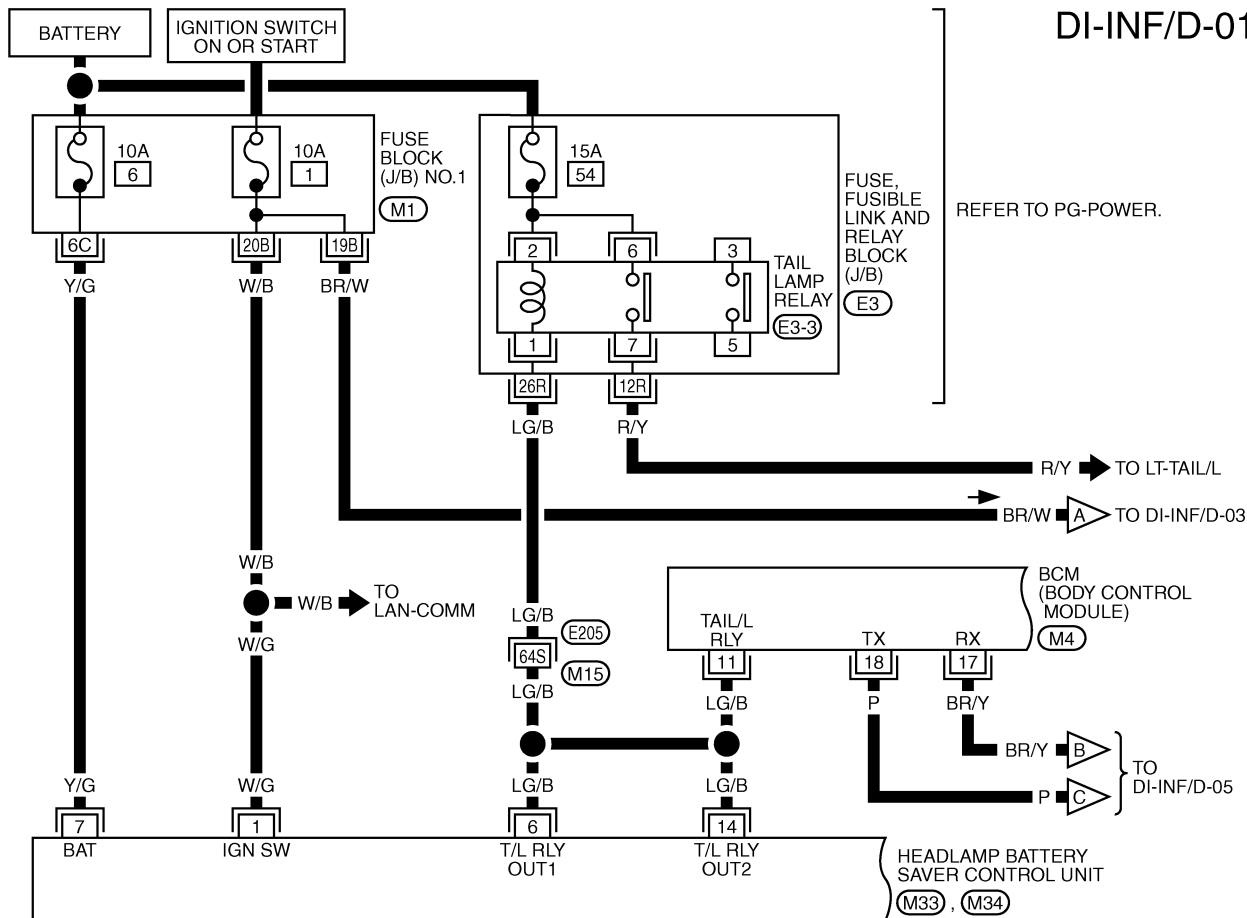 DI-INF/D-01
BATTERY
IGNITION SWITCH
ON OR START
10A
6
10A
1
FUSE
BLOCK
(J/B) NO.1
M1
15A
54
FUSE,
FUSIBLE
LINK AND
RELAY
BLOCK
(J/B)
E3
REFER TO PG-POWER.
2
6
3
TAIL
LAMP
RELAY
E3-3
1
7
5
6C
20B
19B
26R
12R
Y/G
W/B
BR/W
LG/B
R/Y
R/Y
TO LT-TAIL/L
BR/W
A
TO DI-INF/D-03
W/B
W/B
TO
LAN-COMM
W/G
LG/B
E205
64S
M15
LG/B
BCM
(BODY CONTROL
MODULE)
M4
TAIL/L
RLY
TX
RX
11
18
17
LG/B
P
BR/Y
BR/Y
B
P
C
TO
DI-INF/D-05
Y/G
W/G
LG/B
LG/B
7
1
6
14
BAT
IGN SW
T/L RLY
OUT1
T/L RLY
OUT2
HEADLAMP BATTERY
SAVER CONTROL UNIT
M33 , M34